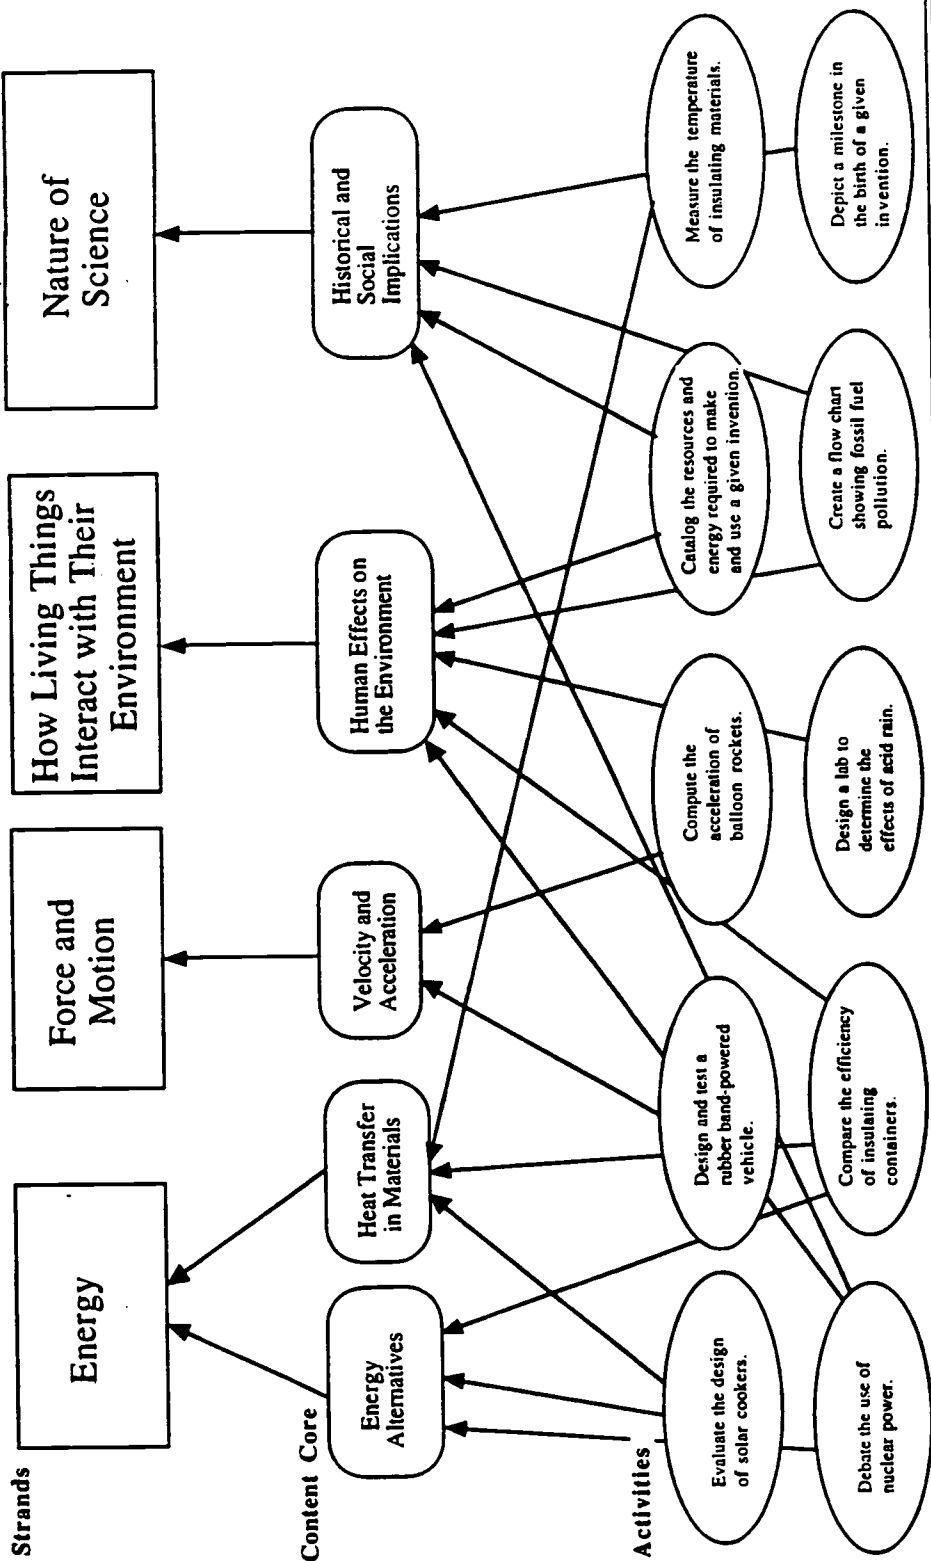 Strands
Energy
Force and
Motion
How Living Things
Interact with Their
Environment
Nature of
Science
Content Core
Energy
Alternatives
Heat Transfer
in Materials
Velocity and
Acceleration
Human Effects on
the Environment
Historical and
Social
Implications
Activities
Evaluate the design
of solar cookers.
Design and test a
rubber band-powered
vehicle.
Compute the
acceleration of
balloon rockets.
Catalog the resources and
energy required to make
and use a given invention.
Measure the temperature
of insulating materials.
Debate the use of
nuclear power.
Compare the efficiency
of insulating
containers.
Design a lab to
determine the
effects of acid rain.
Create a flow chart
showing fossil fuel
pollution.
Depict a milestone in
the birth of a given
invention.